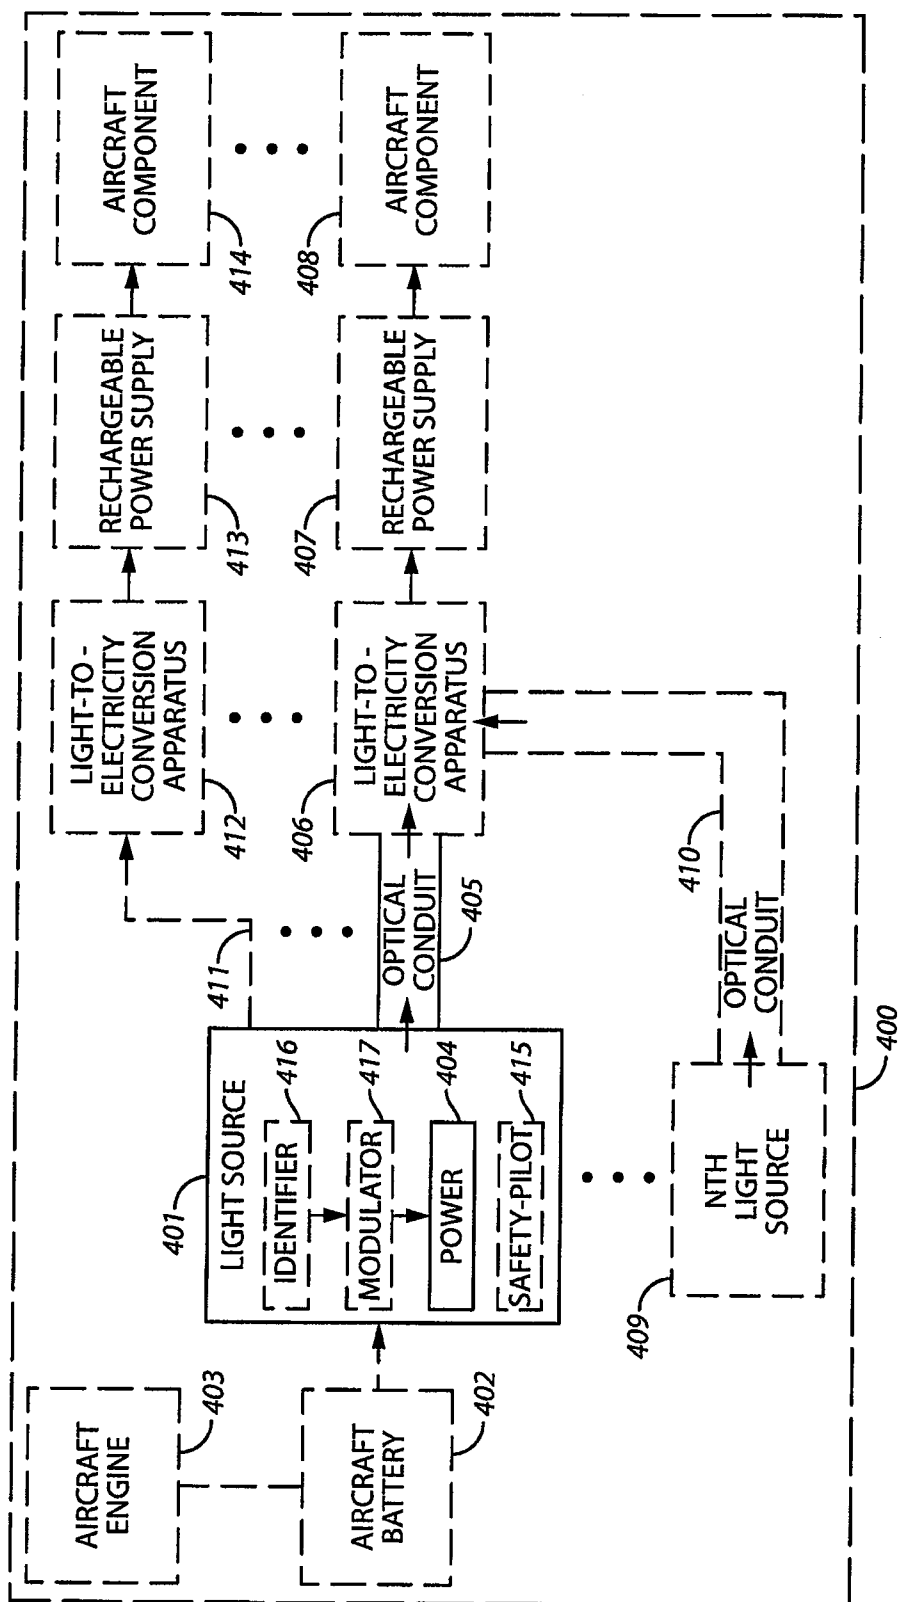 AIRCRAFT
ENGINE
403
AIRCRAFT
BATTERY
402
401
LIGHT SOURCE
IDENTIFIER
416
MODULATOR
417
POWER
404
SAFETY-PILOT
415
411
OPTICAL
CONDUIT
405
LIGHT-TO-
ELECTRICITY
CONVERSION
APPARATUS
412
RECHARGEABLE
POWER SUPPLY
413
AIRCRAFT
COMPONENT
414
406
LIGHT-TO-
ELECTRICITY
CONVERSION
APPARATUS
407
RECHARGEABLE
POWER SUPPLY
408
AIRCRAFT
COMPONENT
409
NTH
LIGHT
SOURCE
OPTICAL
CONDUIT
410
400